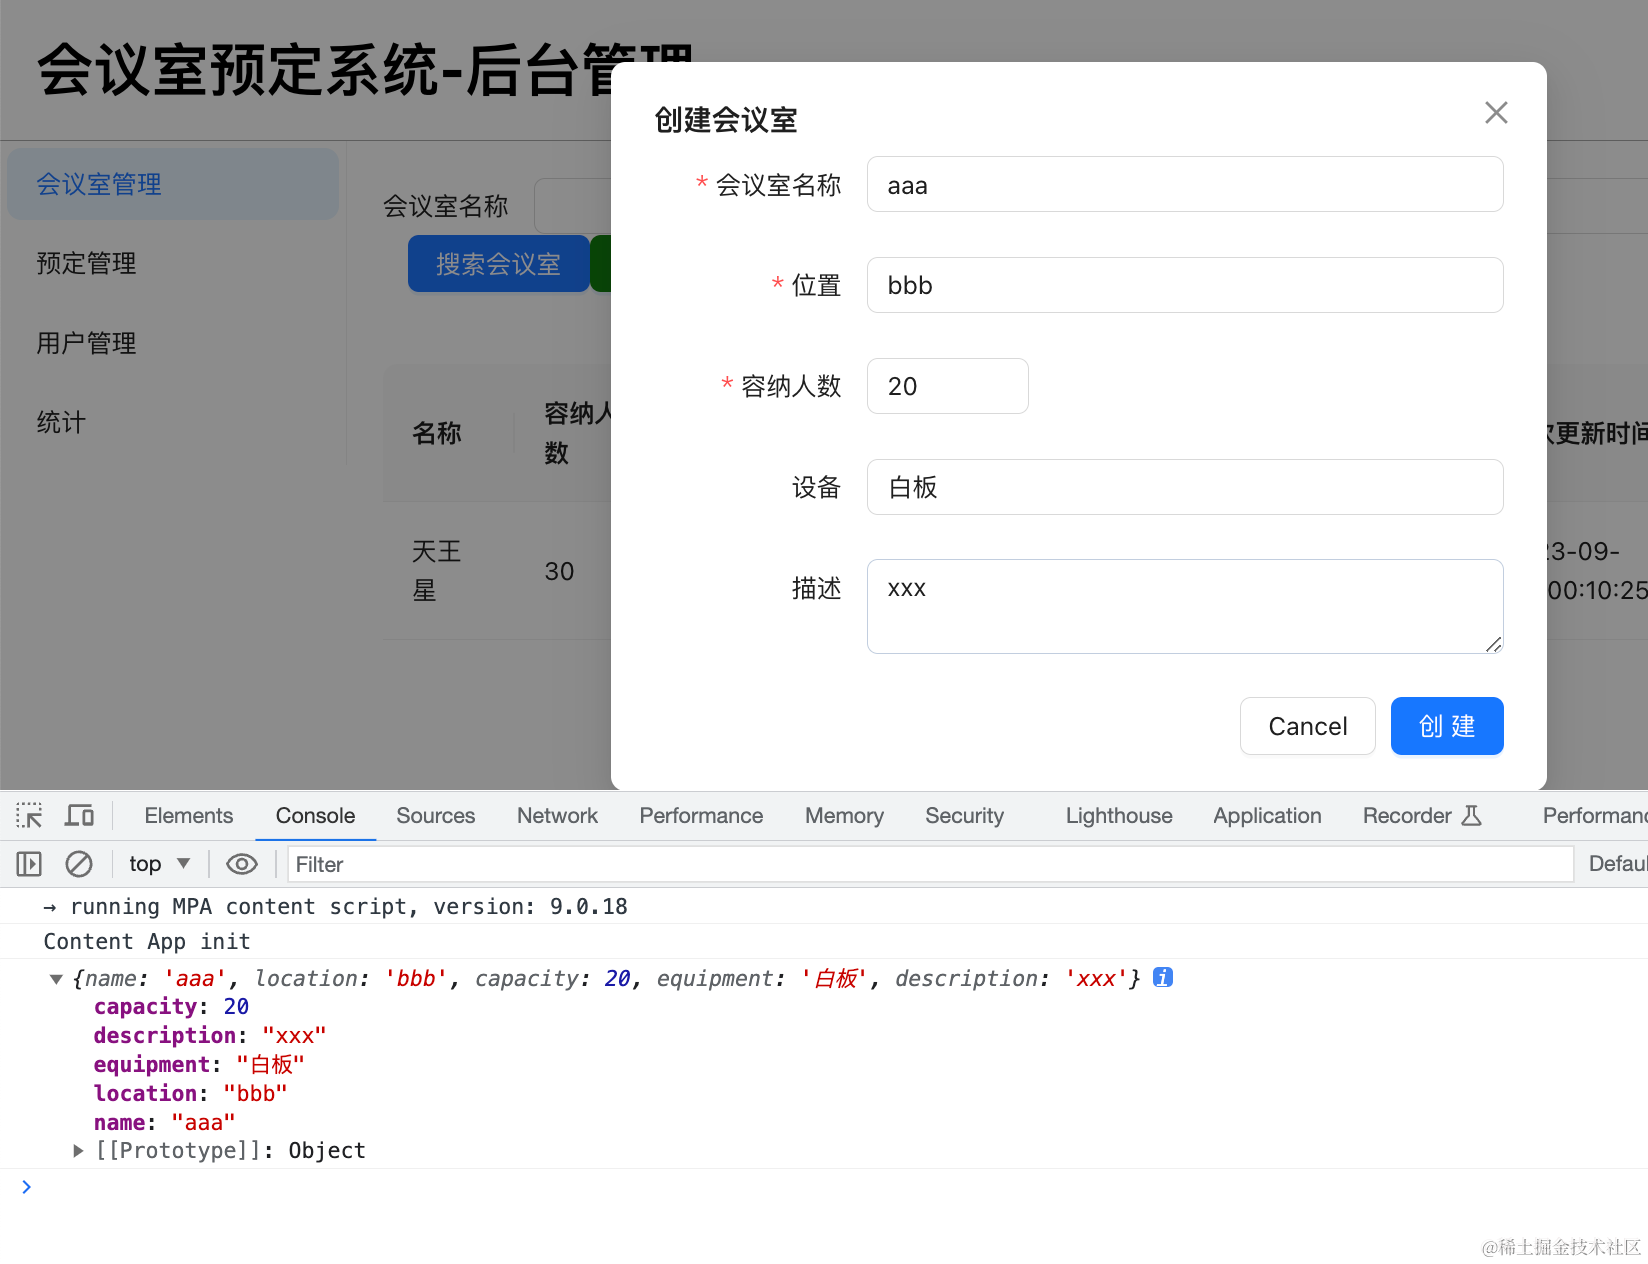 会议室预定系统-后台管理
会议室管理
预定管理
用户管理
统计
会议室名称
搜索会议室
名称
容纳人
数
次更新时间
天王
星
30
23-09-
00:10:25
创建会议室
* 会议室名称 aaa
* 位置 bbb
* 容纳人数 20
设备 白板
描述 xxx
Cancel 创 建
Elements Console Sources Network Performance Memory Security Lighthouse Application Recorder Performanc
top Filter Defaul
→ running MPA content script, version: 9.0.18
Content App init
{name: 'aaa', location: 'bbb', capacity: 20, equipment: '白板', description: 'xxx'} i
capacity: 20
description: "xxx"
equipment: "白板"
location: "bbb"
name: "aaa"
[[Prototype]]: Object
@稀土掘金技术社区